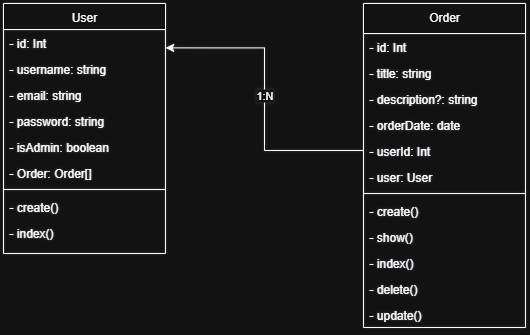 User
- id: Int
- username: string
- email: string
- password: string
- isAdmin: boolean
- Order: Order[]
- create()
- index()
1:N
Order
- id: Int
- title: string
- description?: string
- orderDate: date
- userId: Int
- user: User
- create()
- show()
- index()
- delete()
- update()